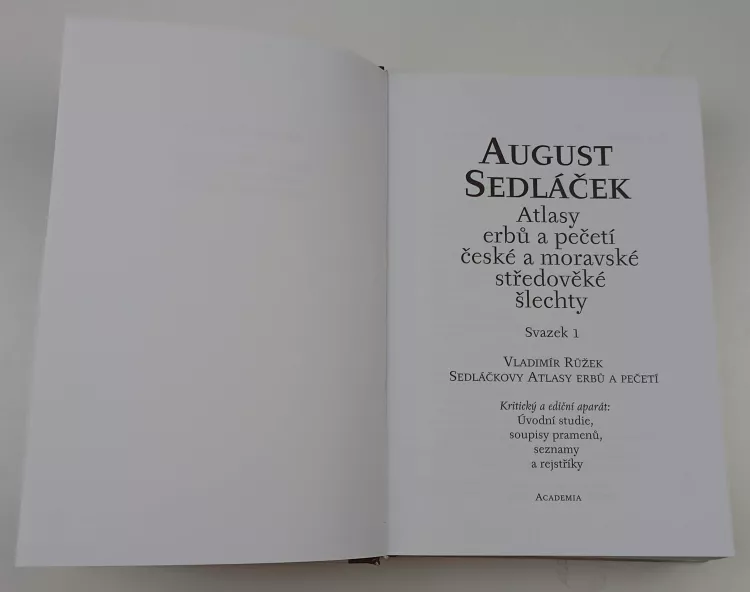 AUGUST
SEDLÁČEK
Atlasy
erbů a pečetí
české a moravské
středověké
šlechty
Svazek 1
VLADIMÍR RŮŽEK
SEDLÁČKOVY ATLASY ERBŮ A PEČETÍ
Kritický a ediční aparát:
Úvodní studie,
soupisy pramenů,
seznamy
a rejstříky
ACADEMIA